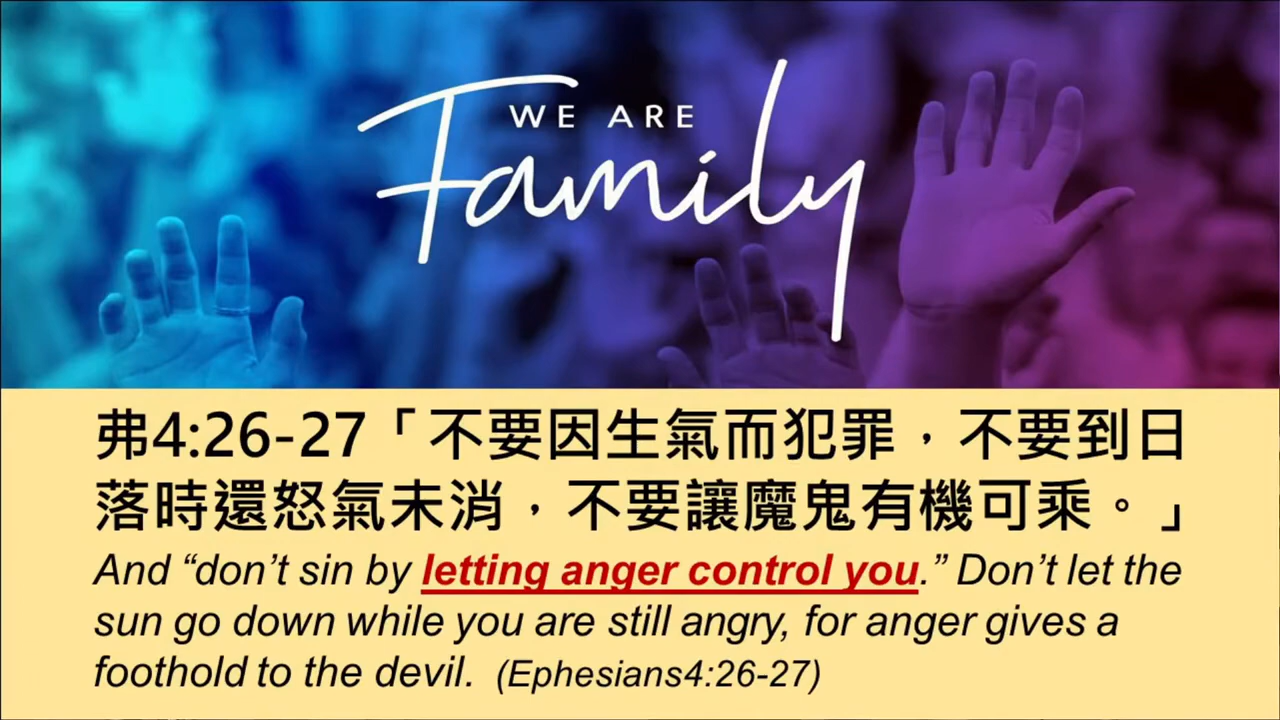 WE ARE
Family
弗4:26-27「不要因生氣而犯罪，不要到日
落時還怒氣未消，不要讓魔鬼有機可乘。」
And “don’t sin by letting anger control you.” Don’t let the
sun go down while you are still angry, for anger gives a
foothold to the devil. (Ephesians4:26-27)